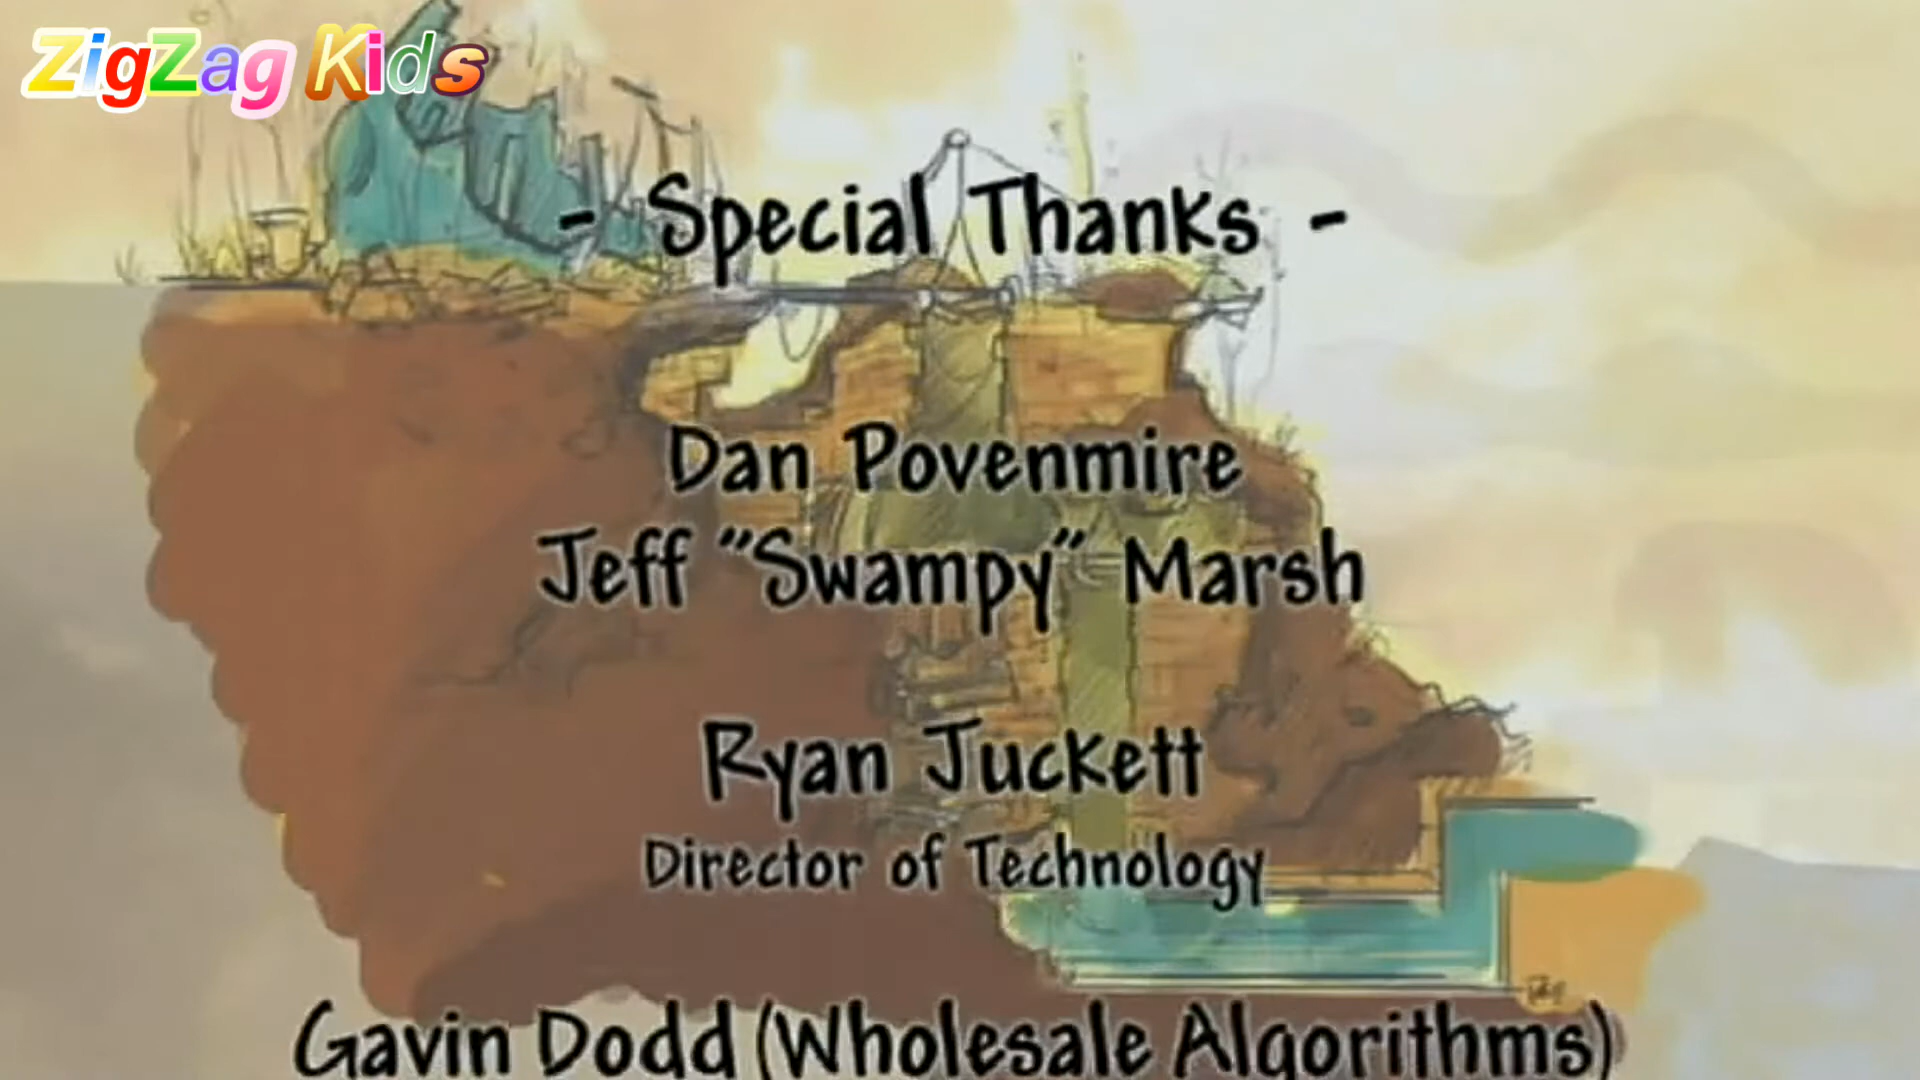 ZigZag Kids
- Special Thanks -
Dan Povenmire
Jeff "Swampy" Marsh
Ryan Juckett
Director of Technology
Gavin Dodd (Wholesale Algorithms)